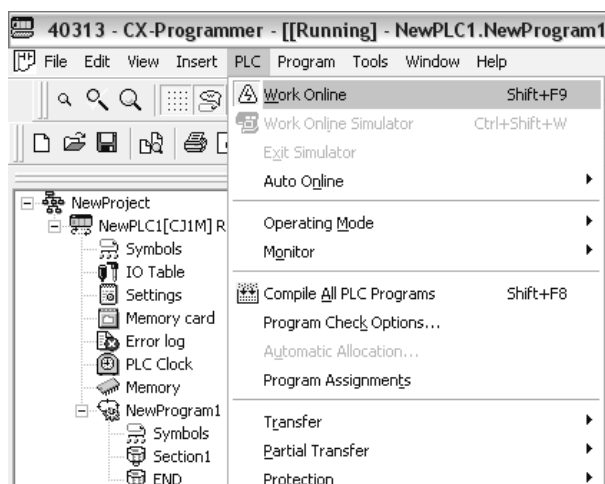 40313 - CX-Programmer - [[Running] - NewPLC1.NewProgram1
File Edit View Insert PLC Program Tools Window Help
Work Online Shift+F9
Work Online Simulator Ctrl+Shift+W
Exit Simulator
Auto Online
Operating Mode
Monitor
Compile All PLC Programs Shift+F8
Program Check Options...
Automatic Allocation...
Program Assignments
Transfer
Partial Transfer
Protection
NewProject
NewPLC1[CJ1M] R
Symbols
IO Table
Settings
Memory card
Error log
PLC Clock
Memory
NewProgram1
Symbols
Section1
END